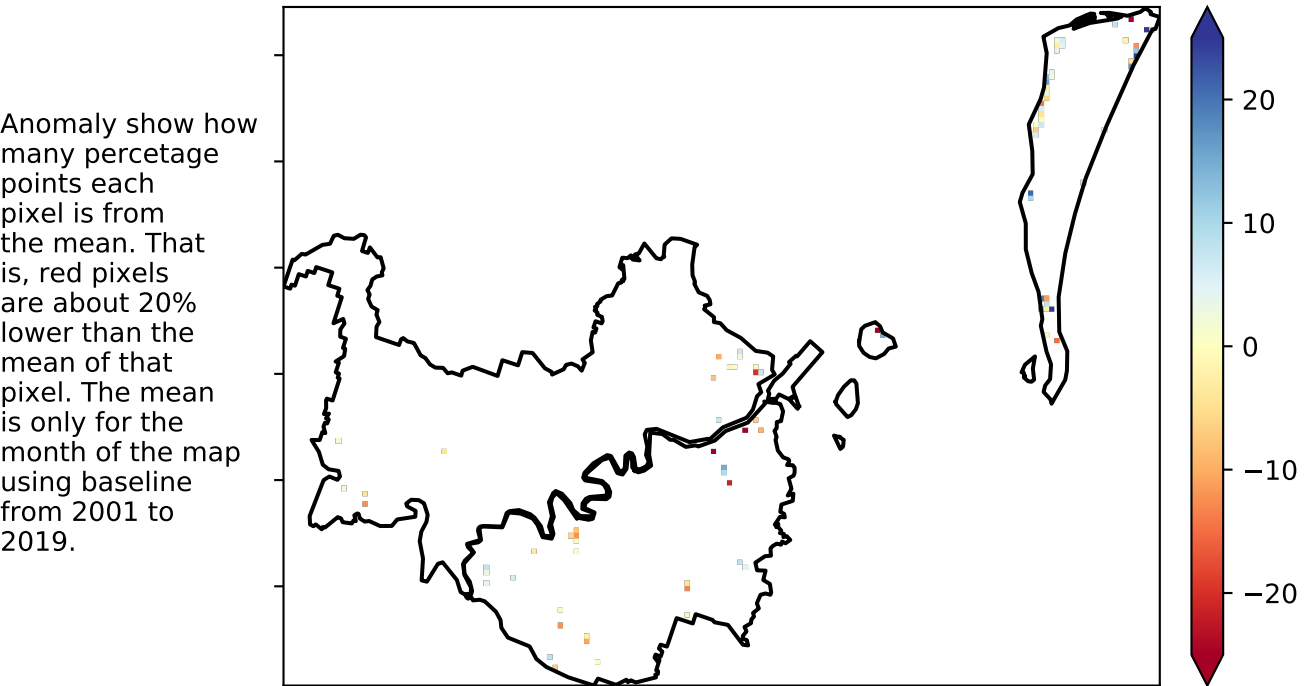 Anomaly show how
many percetage
points each
pixel is from
the mean. That
is, red pixels
are about 20%
lower than the
mean of that
pixel. The mean
is only for the
month of the map
using baseline
from 2001 to
2019.
20
10
0
−10
−20